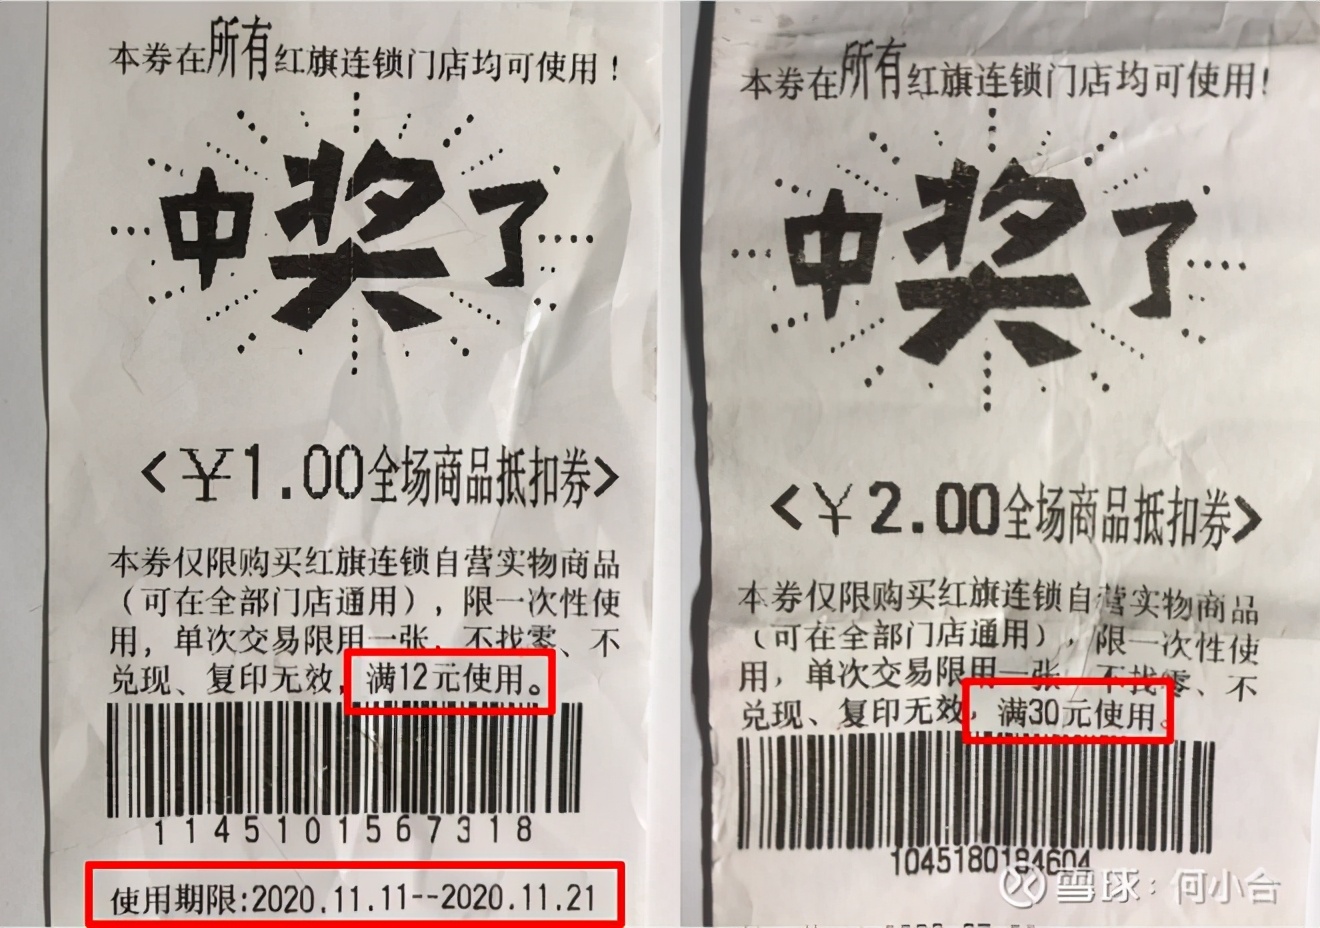 本券在所有红旗连锁门店均可使用！
中奖了
<￥1.00全场商品抵扣券>
本券仅限购买红旗连锁自营实物商品
（可在全部门店通用），限一次性使
用，单次交易限用一张、不找零、不
兑现、复印无效，满12元使用。
114510156731 8
使用期限:2020.11.11--2020.11.21
本券在所有红旗连锁门店均可使用！
中奖了
<￥2.00全场商品抵扣券>
本券仅限购买红旗连锁自营实物商品
（可在全部门店通用），限一次性使
用，单次交易限用一张、不找零、不
兑现、复印无效，满30元使用。
1045180184604
雪球：何小合